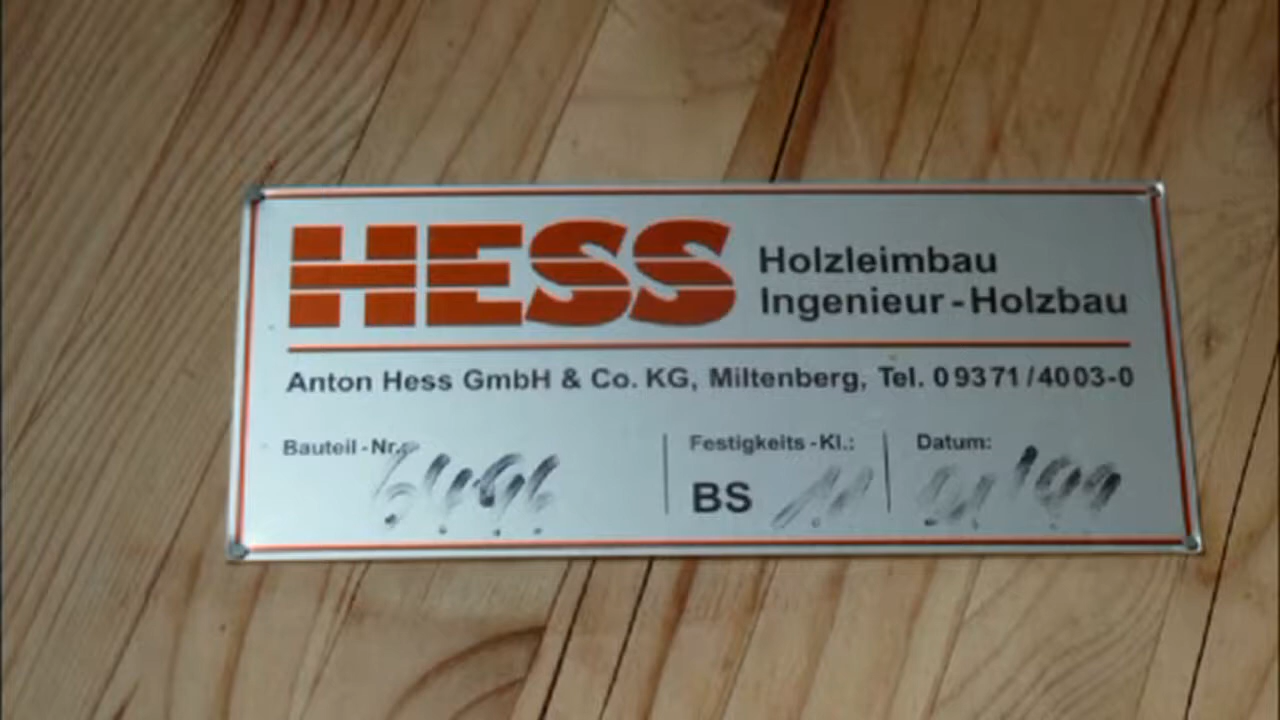 HESS
Holzleimbau
Ingenieur-Holzbau
Anton Hess GmbH & Co. KG, Miltenberg, Tel. 09371/4003-0
Bauteil-Nr.:
Festigkeits-Kl.:
Datum:
BS